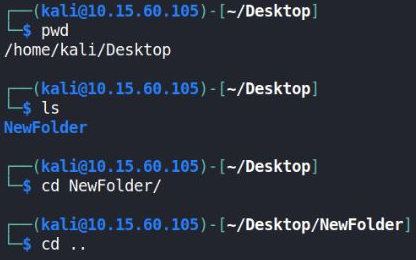 ┌──(kali@10.15.60.105)-[~/Desktop]
└─$ pwd
/home/kali/Desktop
┌──(kali@10.15.60.105)-[~/Desktop]
└─$ ls
NewFolder
┌──(kali@10.15.60.105)-[~/Desktop]
└─$ cd NewFolder/
┌──(kali@10.15.60.105)-[~/Desktop/NewFolder]
└─$ cd ..